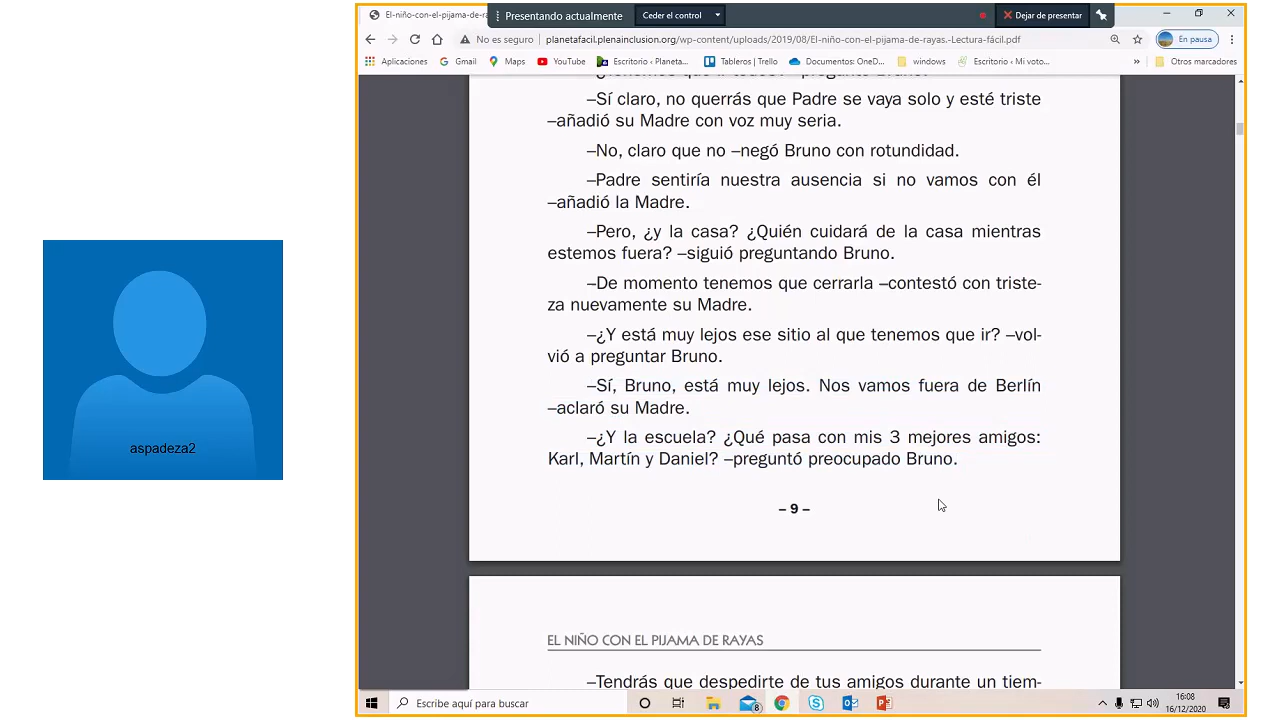 El-niño-con-el-pijama-de-ra
Presentando actualmente
Ceder el control
Dejar de presentar
No es seguro
planetafacil.plenainclusion.org/wp-content/uploads/2019/08/El-niño-con-el-pijama-de-rayas.-Lectura-fácil.pdf
En pausa
Aplicaciones
Gmail
Maps
YouTube
Escritorio ‹ Planeta...
Tableros | Trello
Documentos: OneD...
windows
Escritorio ‹ Mi voto...
»
Otros marcadores
–Sí claro, no querrás que Padre se vaya solo y esté triste
–añadió su Madre con voz muy seria.
–No, claro que no –negó Bruno con rotundidad.
–Padre sentiría nuestra ausencia si no vamos con él
–añadió la Madre.
–Pero, ¿y la casa? ¿Quién cuidará de la casa mientras
estemos fuera? –siguió preguntando Bruno.
–De momento tenemos que cerrarla –contestó con triste-
za nuevamente su Madre.
–¿Y está muy lejos ese sitio al que tenemos que ir? –vol-
vió a preguntar Bruno.
–Sí, Bruno, está muy lejos. Nos vamos fuera de Berlín
–aclaró su Madre.
–¿Y la escuela? ¿Qué pasa con mis 3 mejores amigos:
Karl, Martín y Daniel? –preguntó preocupado Bruno.
– 9 –
EL NIÑO CON EL PIJAMA DE RAYAS
–Tendrás que despedirte de tus amigos durante un tiem-
aspadeza2
Escribe aquí para buscar
8
16:08
16/12/2020